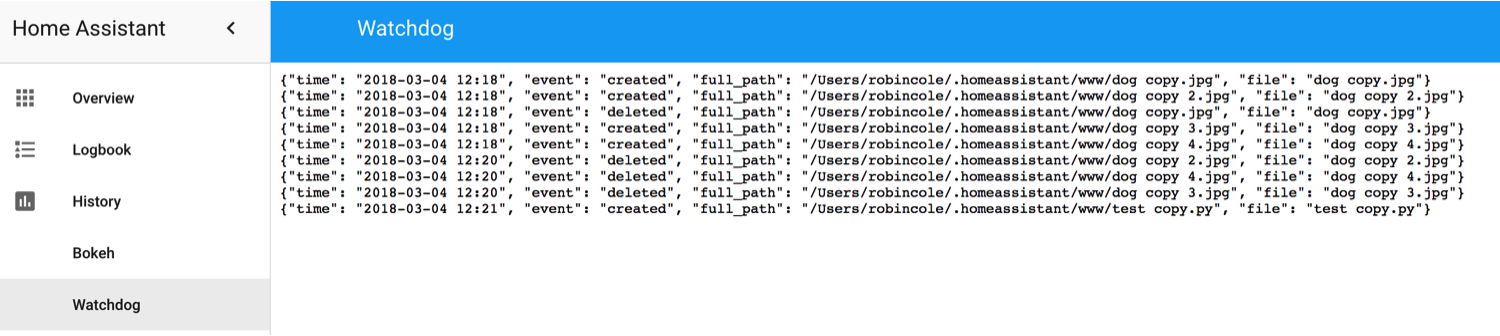 Home Assistant
Watchdog
Overview
Logbook
History
Bokeh
Watchdog
{"time": "2018-03-04 12:18", "event": "created", "full_path": "/Users/robincole/.homeassistant/www/dog copy.jpg", "file": "dog copy.jpg"}
{"time": "2018-03-04 12:18", "event": "created", "full_path": "/Users/robincole/.homeassistant/www/dog copy 2.jpg", "file": "dog copy 2.jpg"}
{"time": "2018-03-04 12:18", "event": "deleted", "full_path": "/Users/robincole/.homeassistant/www/dog copy.jpg", "file": "dog copy.jpg"}
{"time": "2018-03-04 12:18", "event": "created", "full_path": "/Users/robincole/.homeassistant/www/dog copy 3.jpg", "file": "dog copy 3.jpg"}
{"time": "2018-03-04 12:18", "event": "created", "full_path": "/Users/robincole/.homeassistant/www/dog copy 4.jpg", "file": "dog copy 4.jpg"}
{"time": "2018-03-04 12:20", "event": "deleted", "full_path": "/Users/robincole/.homeassistant/www/dog copy 2.jpg", "file": "dog copy 2.jpg"}
{"time": "2018-03-04 12:20", "event": "deleted", "full_path": "/Users/robincole/.homeassistant/www/dog copy 4.jpg", "file": "dog copy 4.jpg"}
{"time": "2018-03-04 12:20", "event": "deleted", "full_path": "/Users/robincole/.homeassistant/www/dog copy 3.jpg", "file": "dog copy 3.jpg"}
{"time": "2018-03-04 12:21", "event": "created", "full_path": "/Users/robincole/.homeassistant/www/test copy.py", "file": "test copy.py"}